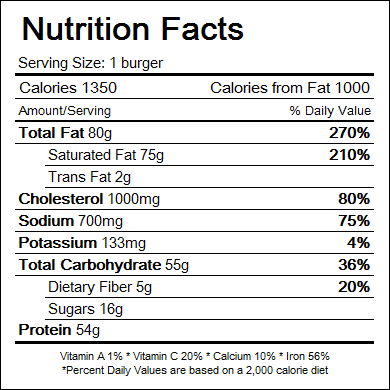 Nutrition Facts
Serving Size: 1 burger
Calories 1350 Calories from Fat 1000
Amount/Serving % Daily Value
Total Fat 80g 270%
Saturated Fat 75g 210%
Trans Fat 2g
Cholesterol 1000mg 80%
Sodium 700mg 75%
Potassium 133mg 4%
Total Carbohydrate 55g 36%
Dietary Fiber 5g 20%
Sugars 16g
Protein 54g
Vitamin A 1% * Vitamin C 20% * Calcium 10% * Iron 56%
*Percent Daily Values are based on a 2,000 calorie diet